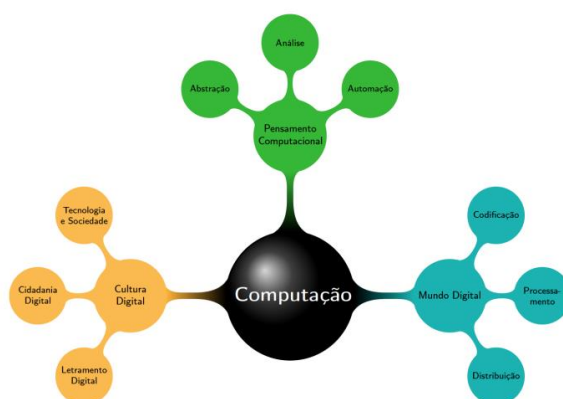 Análise
Abstração
Automação
Pensamento
Computacional
Tecnologia
e Sociedade
Codificação
Cidadania
Digital
Cultura
Digital
Computação
Mundo Digital
Processa-
mento
Letramento
Digital
Distribuição